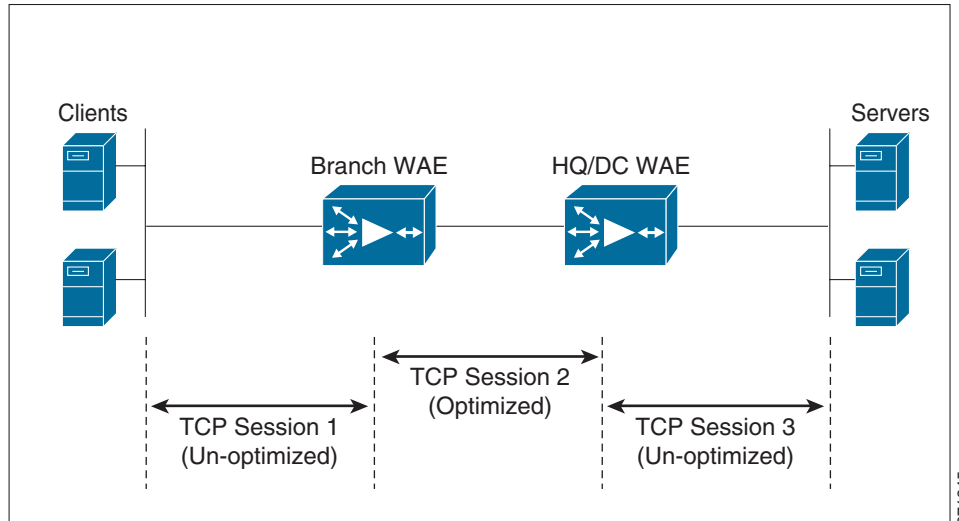 Clients
Servers
Branch WAE
HQ/DC WAE
TCP Session 2
(Optimized)
TCP Session 1
(Un-optimized)
TCP Session 3
(Un-optimized)